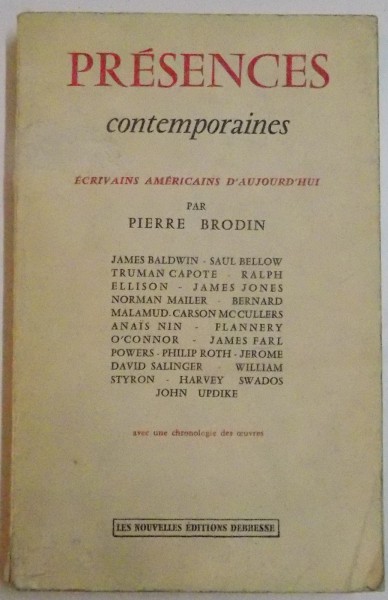 PRÉSENCES
contemporaines
ÉCRIVAINS AMÉRICAINS D'AUJOURD'HUI
PAR
PIERRE BRODIN
JAMES BALDWIN - SAUL BELLOW
TRUMAN CAPOTE - RALPH
ELLISON - JAMES JONES
NORMAN MAILER - BERNARD
MALAMUD - CARSON MC CULLERS
ANAÏS NIN - FLANNERY
O'CONNOR - JAMES FARL
POWERS - PHILIP ROTH - JEROME
DAVID SALINGER - WILLIAM
STYRON - HARVEY SWADOS
JOHN UPDIKE
avec une chronologie des œuvres
LES NOUVELLES ÉDITIONS DEBRESSE